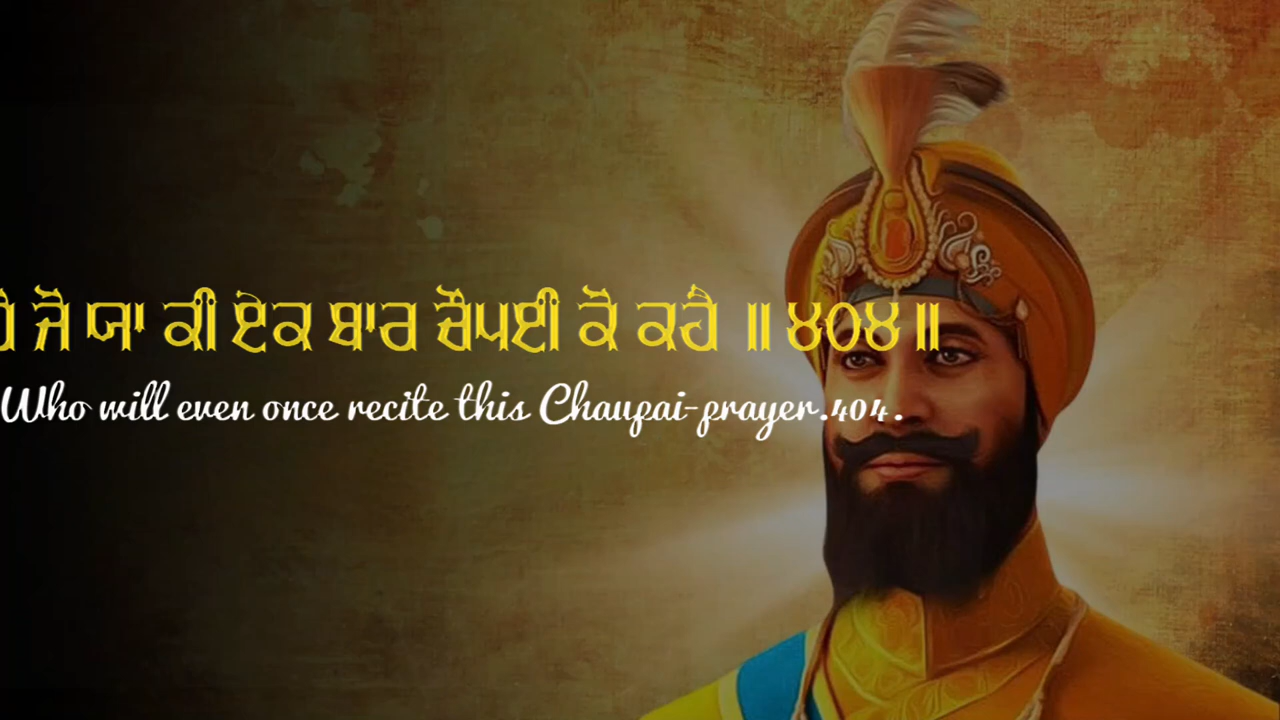 ਜੋ ਯਾ ਕੀ ਏਕ ਬਾਰ ਚੌਪਈ ਕੋ ਕਹੈ ॥ ੪੦੪॥
Who will even once recite this Chaupai-prayer.404.